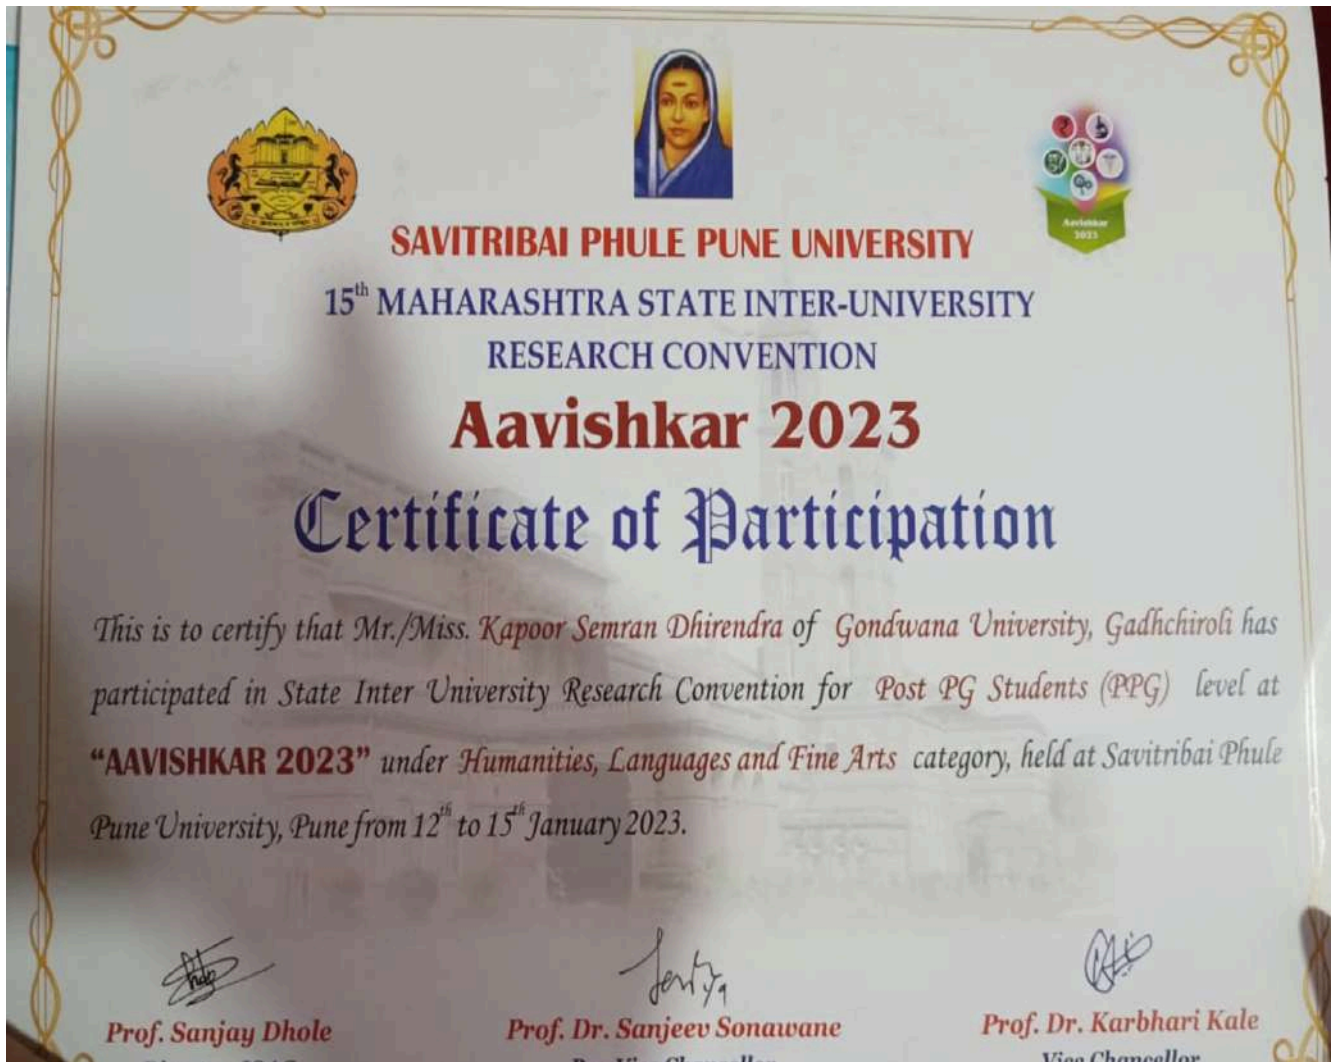 Aavishkar
2023
SAVITRIBAI PHULE PUNE UNIVERSITY
15th MAHARASHTRA STATE INTER-UNIVERSITY
RESEARCH CONVENTION
Aavishkar 2023
Certificate of Participation
This is to certify that Mr./Miss. Kapoor Semran Dhirendra of Gondwana University, Gadhchiroli has
participated in State Inter University Research Convention for Post PG Students (PPG) level at
“AAVISHKAR 2023” under Humanities, Languages and Fine Arts category, held at Savitribai Phule
Pune University, Pune from 12th to 15th January 2023.
Prof. Sanjay Dhole
Prof. Dr. Sanjeev Sonawane
Prof. Dr. Karbhari Kale
Vice Chancellor